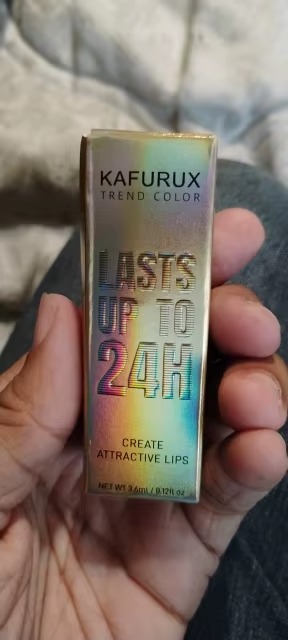 KAFURUX
TREND COLOR
LASTS
UP TO
24H
CREATE
ATTRACTIVE LIPS
NET WT 3.6ml / 0.12fl oz